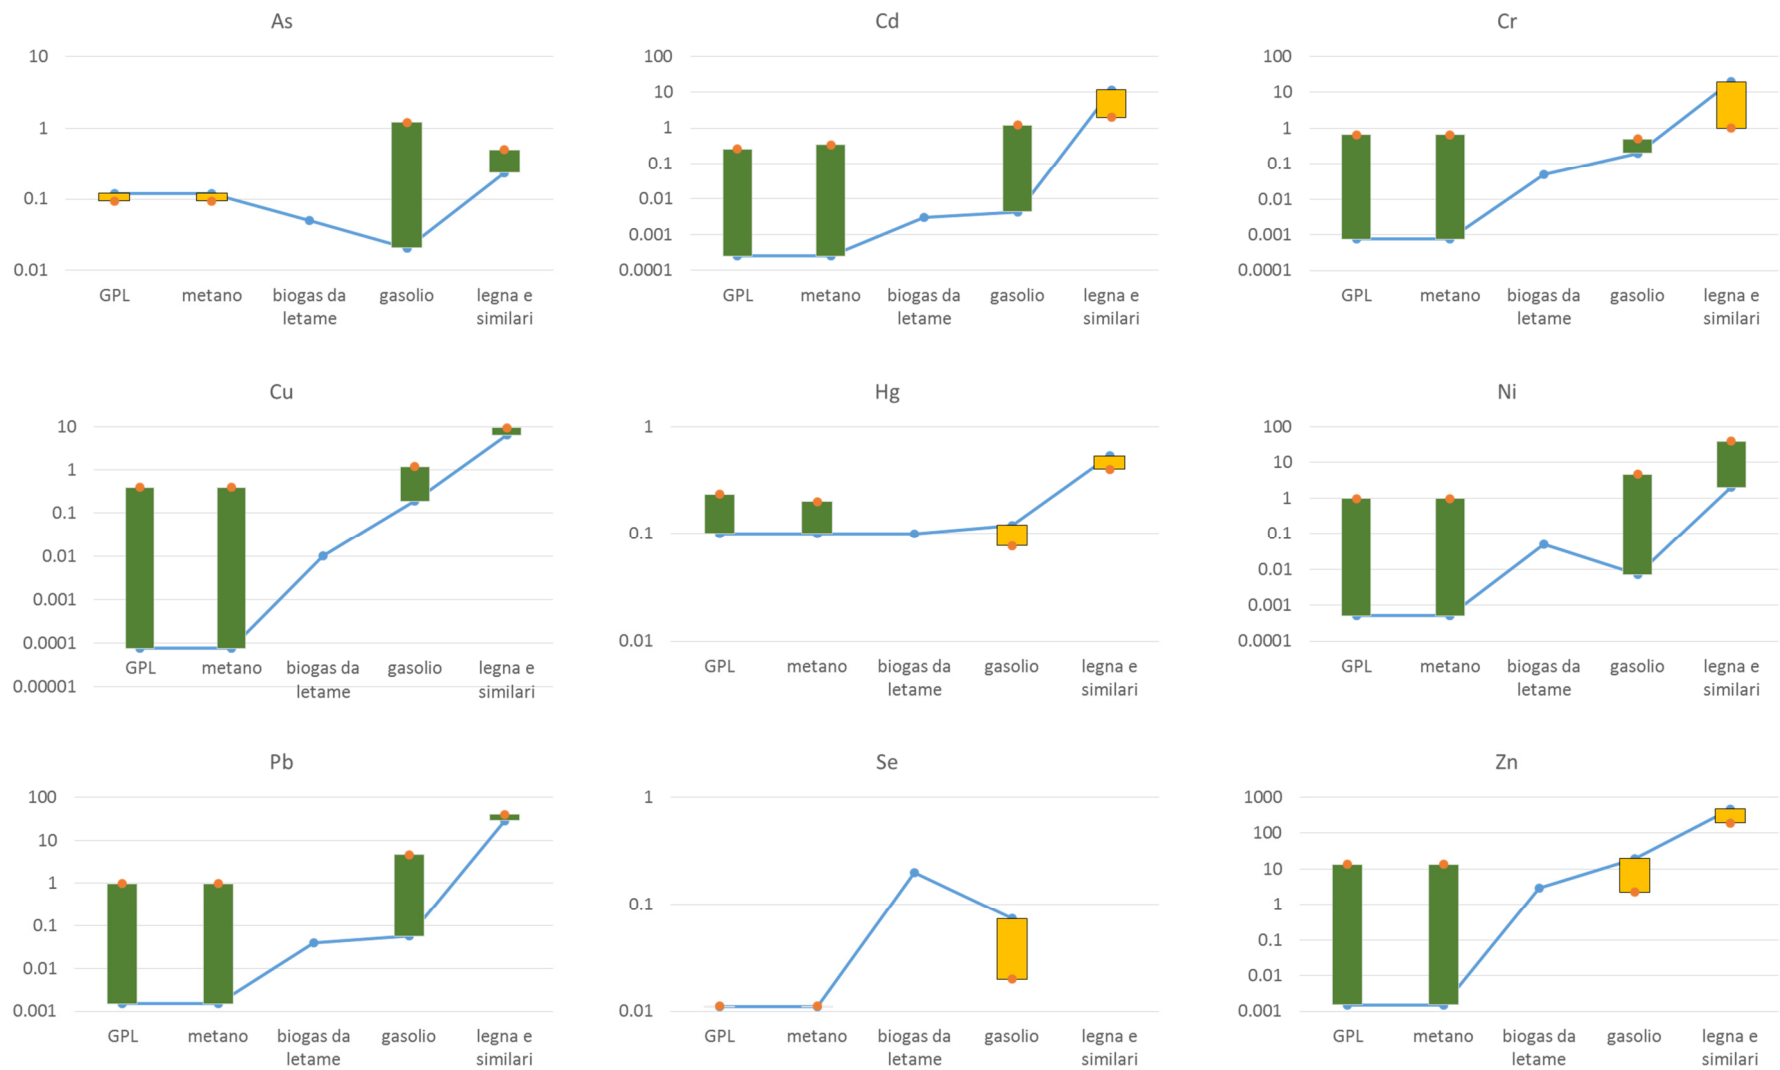 As
10
1
0.1
0.01
GPL
metano
biogas da
letame
gasolio
legna e
similari
Cd
100
10
1
0.1
0.01
0.001
0.0001
GPL
metano
biogas da
letame
gasolio
legna e
similari
Cr
100
10
1
0.1
0.01
0.001
0.0001
GPL
metano
biogas da
letame
gasolio
legna e
similari
Cu
10
1
0.1
0.01
0.001
0.0001
0.00001
GPL
metano
biogas da
letame
gasolio
legna e
similari
Hg
1
0.1
0.01
GPL
metano
biogas da
letame
gasolio
legna e
similari
Ni
100
10
1
0.1
0.01
0.001
0.0001
GPL
metano
biogas da
letame
gasolio
legna e
similari
Pb
100
10
1
0.1
0.01
0.001
GPL
metano
biogas da
letame
gasolio
legna e
similari
Se
1
0.1
0.01
GPL
metano
biogas da
letame
gasolio
legna e
similari
Zn
1000
100
10
1
0.1
0.01
0.001
GPL
metano
biogas da
letame
gasolio
legna e
similari